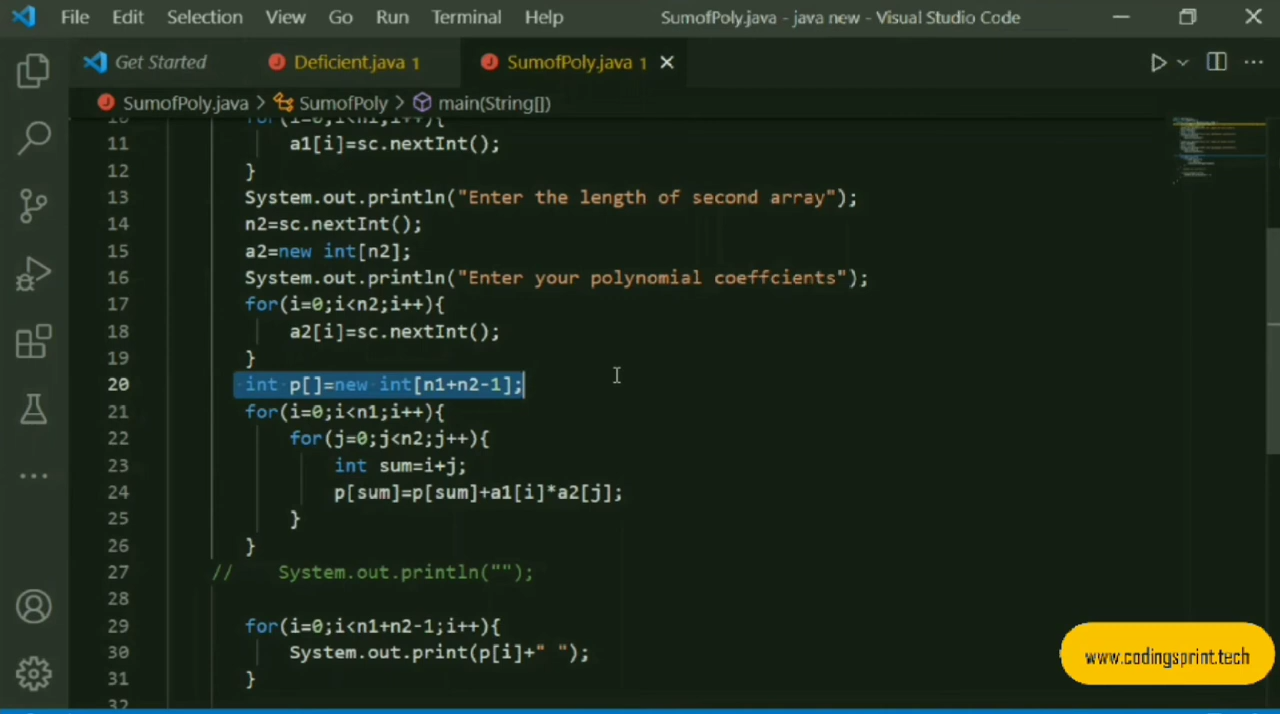 File Edit Selection View Go Run Terminal Help SumofPoly.java - java new - Visual Studio Code
Get Started Deficient.java 1 SumofPoly.java 1
SumofPoly.java > SumofPoly > main(String[])
10 for(i=0;i<n1;i++){
11 a1[i]=sc.nextInt();
12 }
13 System.out.println("Enter the length of second array");
14 n2=sc.nextInt();
15 a2=new int[n2];
16 System.out.println("Enter your polynomial coeffcients");
17 for(i=0;i<n2;i++){
18 a2[i]=sc.nextInt();
19 }
20 int p[]=new int[n1+n2-1];
21 for(i=0;i<n1;i++){
22 for(j=0;j<n2;j++){
23 int sum=i+j;
24 p[sum]=p[sum]+a1[i]*a2[j];
25 }
26 }
27 // System.out.println("");
28
29 for(i=0;i<n1+n2-1;i++){
30 System.out.print(p[i]+" ");
31 }
32
www.codingsprint.tech